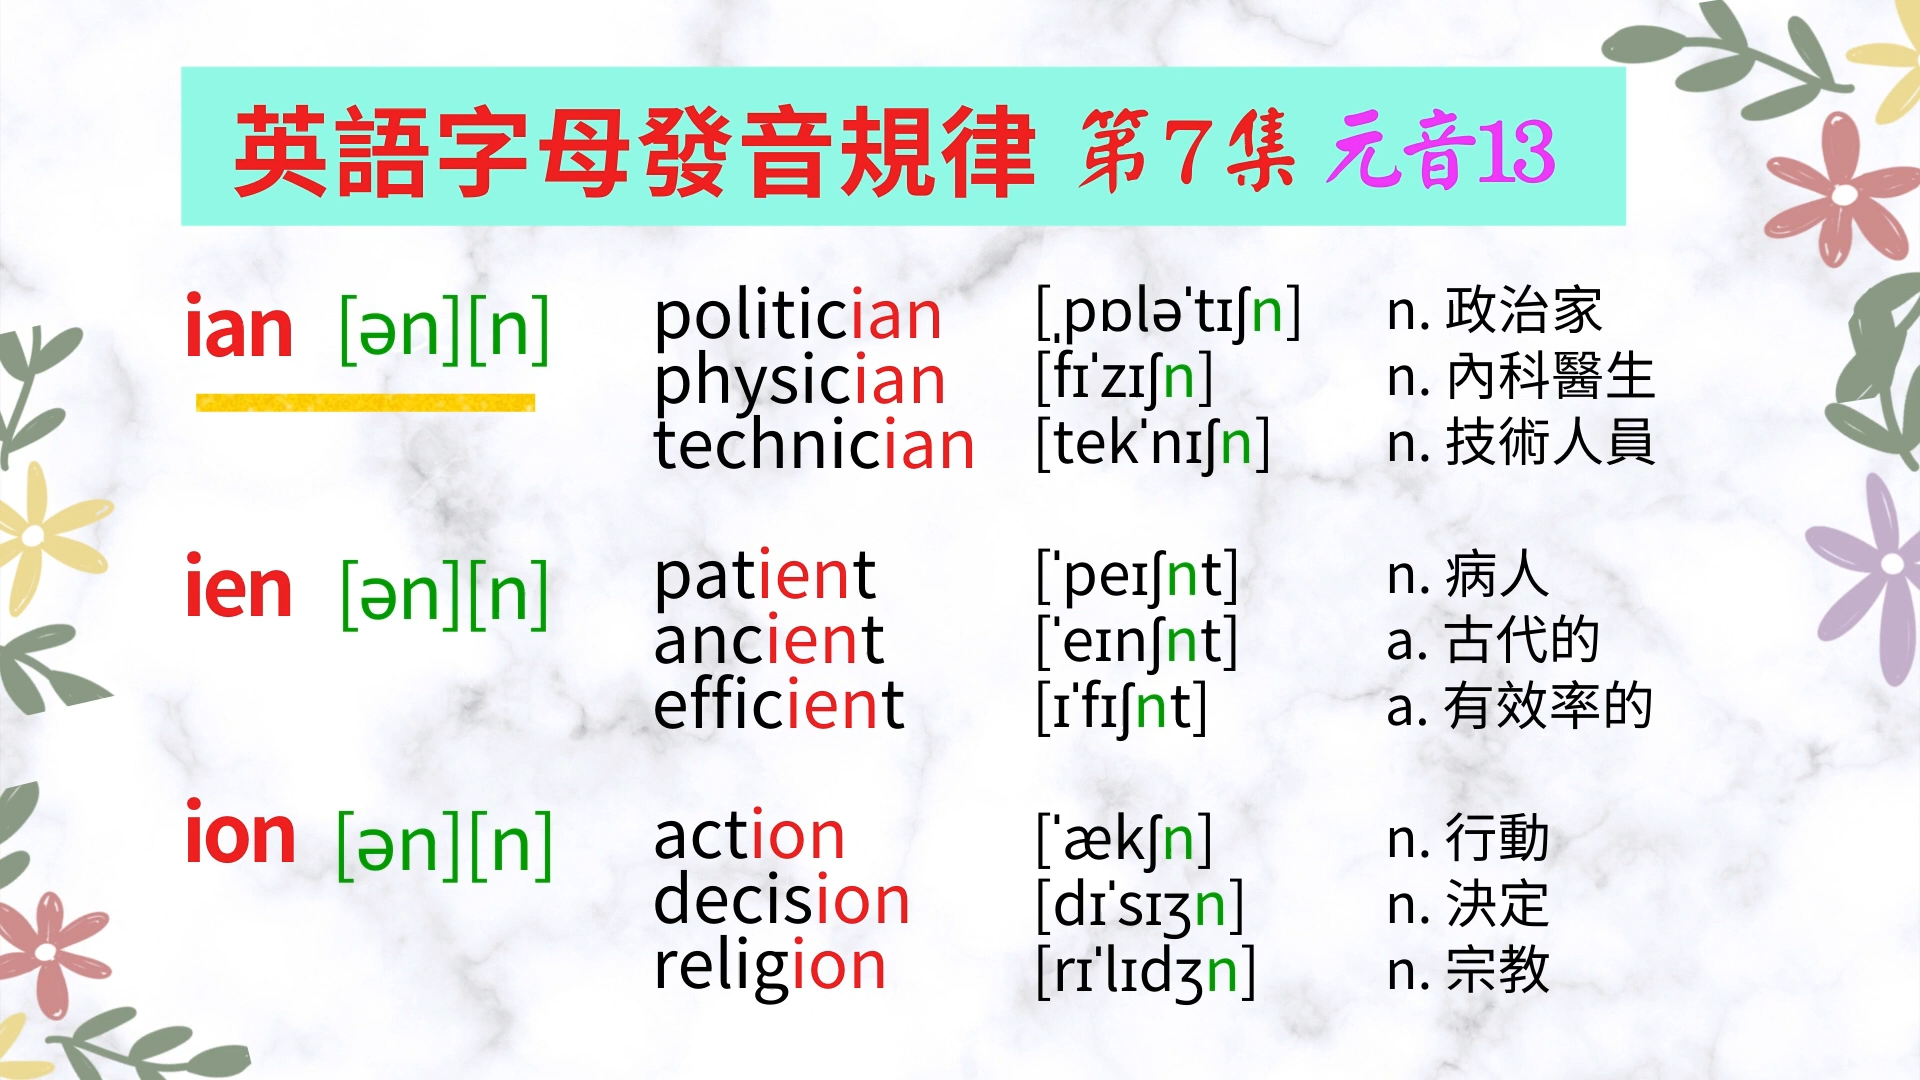 英語字母發音規律 第7集 元音13
ian [ən][n] politician [ˌpɒləˈtɪʃn] n. 政治家
physician [fɪˈzɪʃn] n. 內科醫生
technician [tekˈnɪʃn] n. 技術人員
ien [ən][n] patient [ˈpeɪʃnt] n. 病人
ancient [ˈeɪnʃnt] a. 古代的
efficient [ɪˈfɪʃnt] a. 有效率的
ion [ən][n] action [ˈækʃn] n. 行動
decision [dɪˈsɪʒn] n. 決定
religion [rɪˈlɪdʒn] n. 宗教